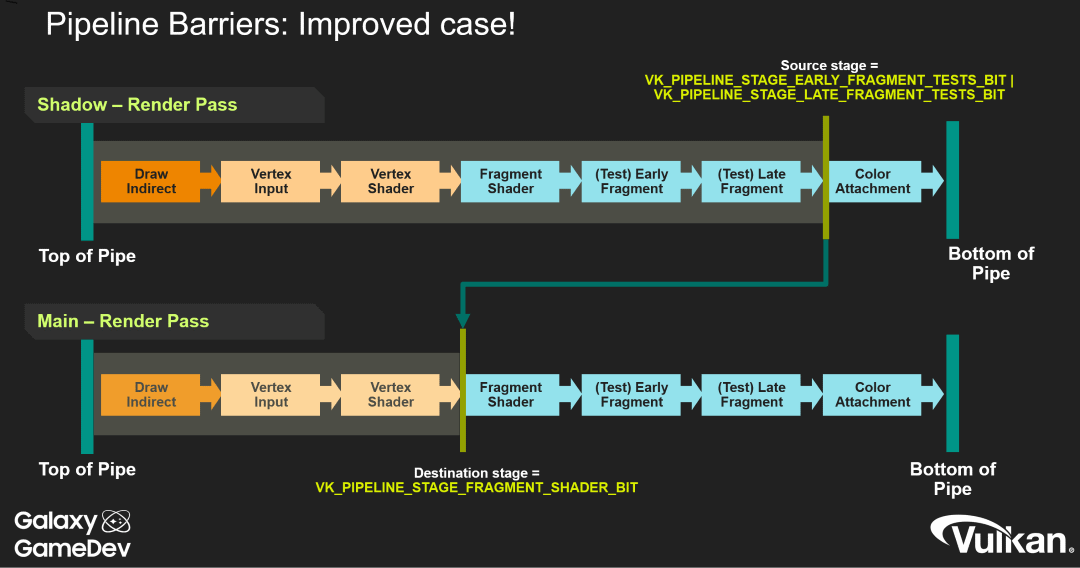 Pipeline Barriers: Improved case!
Source stage =
VK_PIPELINE_STAGE_EARLY_FRAGMENT_TESTS_BIT |
VK_PIPELINE_STAGE_LATE_FRAGMENT_TESTS_BIT
Shadow – Render Pass
Draw
Indirect
Vertex
Input
Vertex
Shader
Fragment
Shader
(Test) Early
Fragment
(Test) Late
Fragment
Color
Attachment
Top of Pipe
Bottom of
Pipe
Main – Render Pass
Draw
Indirect
Vertex
Input
Vertex
Shader
Fragment
Shader
(Test) Early
Fragment
(Test) Late
Fragment
Color
Attachment
Top of Pipe
Bottom of
Pipe
Destination stage =
VK_PIPELINE_STAGE_FRAGMENT_SHADER_BIT
Galaxy
GameDev
Vulkan®